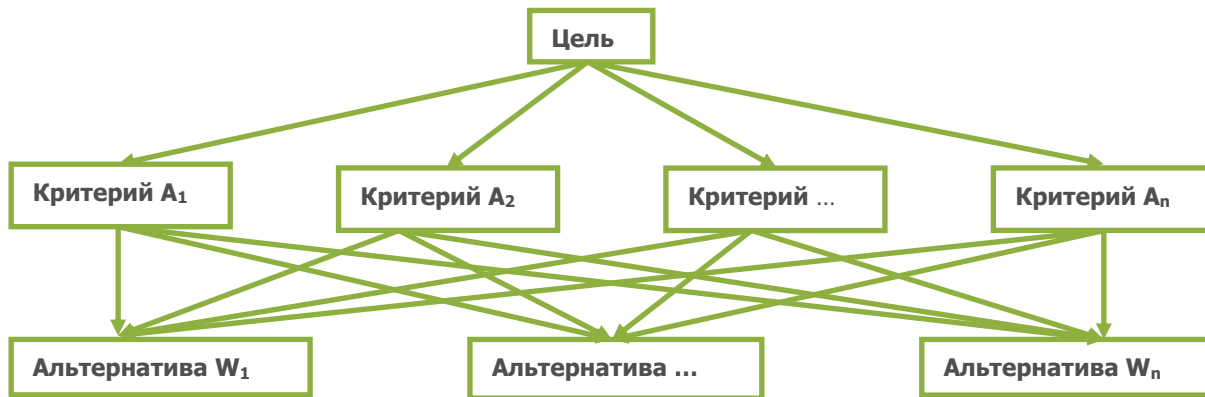 Цель
Критерий A₁
Критерий A₂
Критерий ...
Критерий Aₙ
Альтернатива W₁
Альтернатива ...
Альтернатива Wₙ